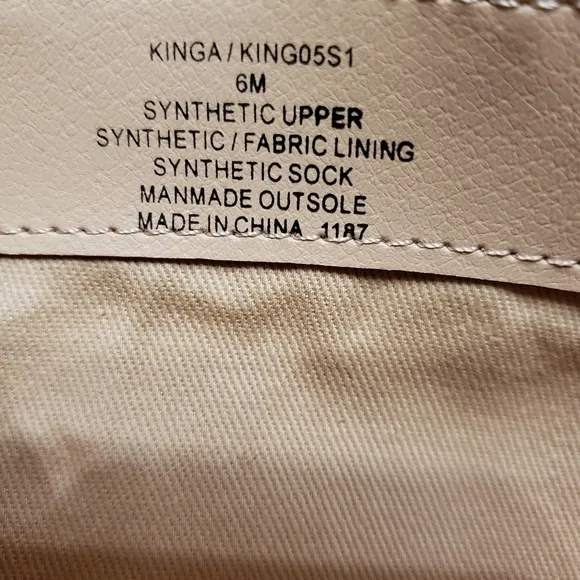 KINGA / KING05S1
6M
SYNTHETIC UPPER
SYNTHETIC / FABRIC LINING
SYNTHETIC SOCK
MANMADE OUTSOLE
MADE IN CHINA 1187